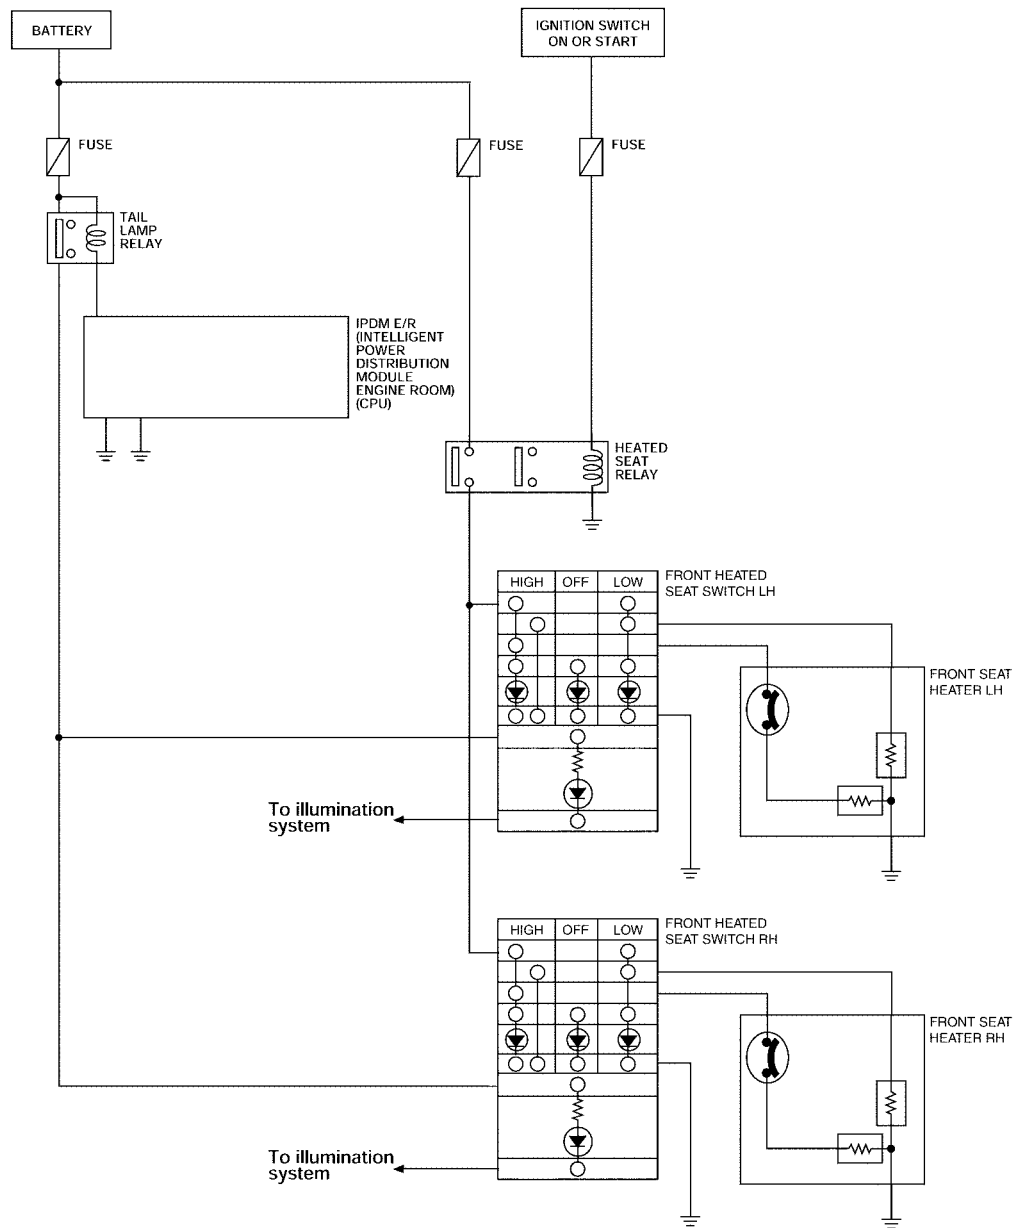 BATTERY
IGNITION SWITCH
ON OR START
FUSE
FUSE
FUSE
TAIL
LAMP
RELAY
IPDM E/R
(INTELLIGENT
POWER
DISTRIBUTION
MODULE
ENGINE ROOM)
(CPU)
HEATED
SEAT
RELAY
HIGH
OFF
LOW
FRONT HEATED
SEAT SWITCH LH
FRONT SEAT
HEATER LH
To illumination
system
HIGH
OFF
LOW
FRONT HEATED
SEAT SWITCH RH
FRONT SEAT
HEATER RH
To illumination
system